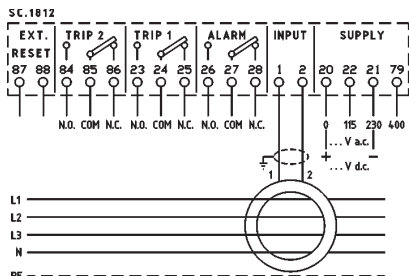 SC.1812
EXT. RESET TRIP 2 TRIP 1 ALARM INPUT SUPPLY
87 88 84 85 86 23 24 25 26 27 28 1 2 20 22 21 79
N.O. COM N.C. N.O. COM N.C. N.O. COM N.C. 0 115 230 400
... V a.c.
+ ... V d.c. −
1 2
L1
L2
L3
N
PE